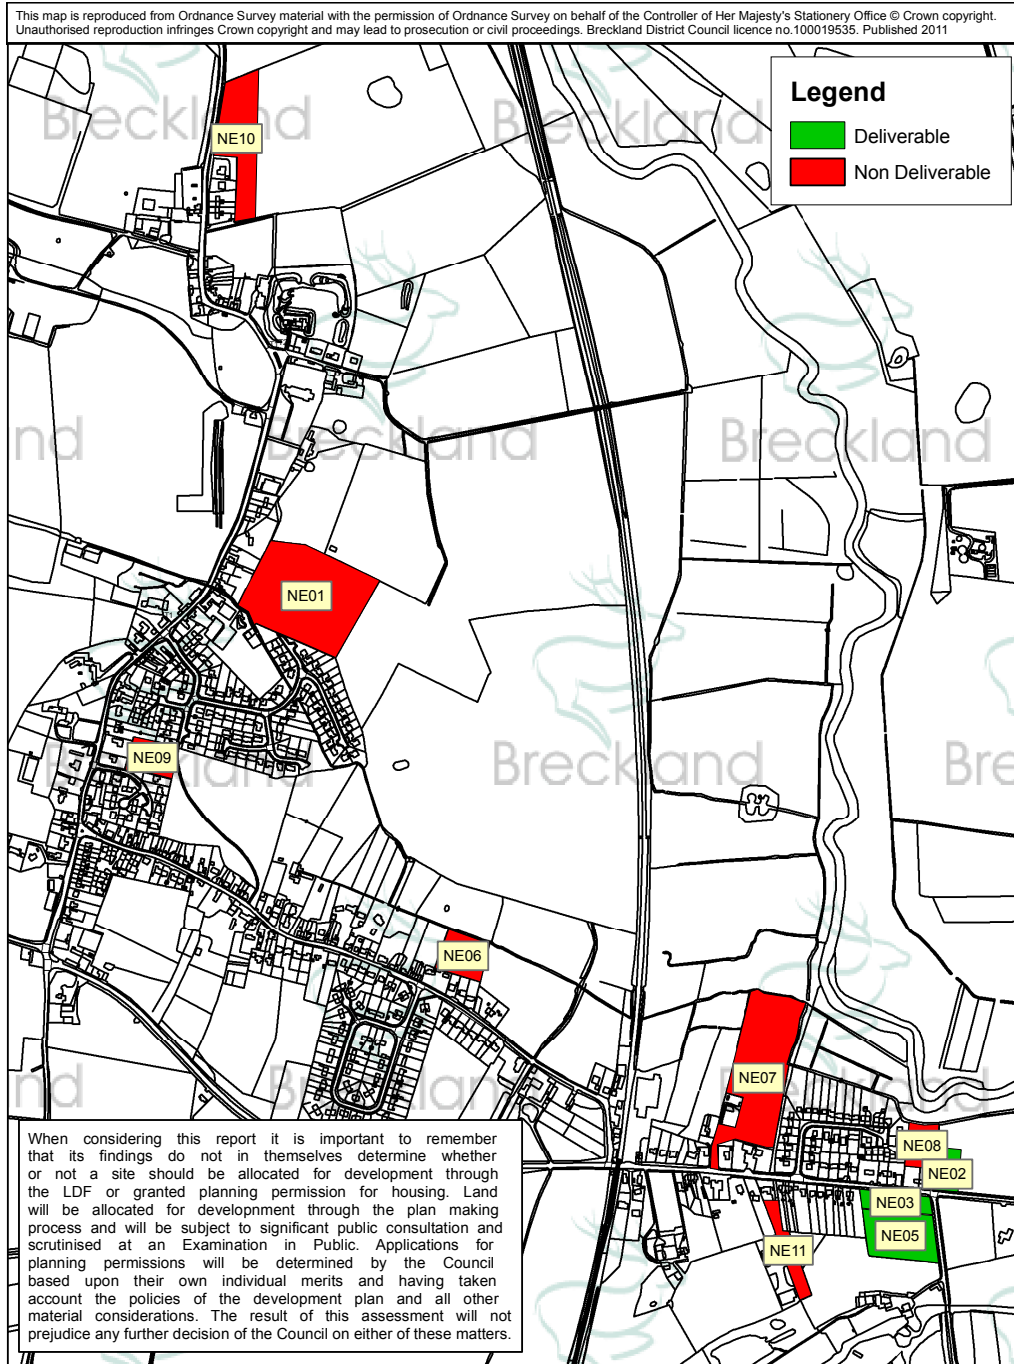 This map is reproduced from Ordnance Survey material with the permission of Ordnance Survey on behalf of the Controller of Her Majesty's Stationery Office © Crown copyright.
Unauthorised reproduction infringes Crown copyright and may lead to prosecution or civil proceedings. Breckland District Council licence no.100019535. Published 2011
Legend
Deliverable
Non Deliverable
Breckland
Breckland
NE10
nd
Breckland
Breckland
NE01
NE09
Breckland
Breckland
Bre
NE06
nd
Breckland
Breckland
NE07
NE08
NE02
NE03
NE05
NE11
When considering this report it is important to remember
that its findings do not in themselves determine whether
or not a site should be allocated for development through
the LDF or granted planning permission for housing. Land
will be allocated for developnment through the plan making
process and will be subject to significant public consultation and
scrutinised at an Examination in Public. Applications for
planning permissions will be determined by the Council
based upon their own individual merits and having taken
account the policies of the development plan and all other
material considerations. The result of this assessment will not
prejudice any further decision of the Council on either of these matters.